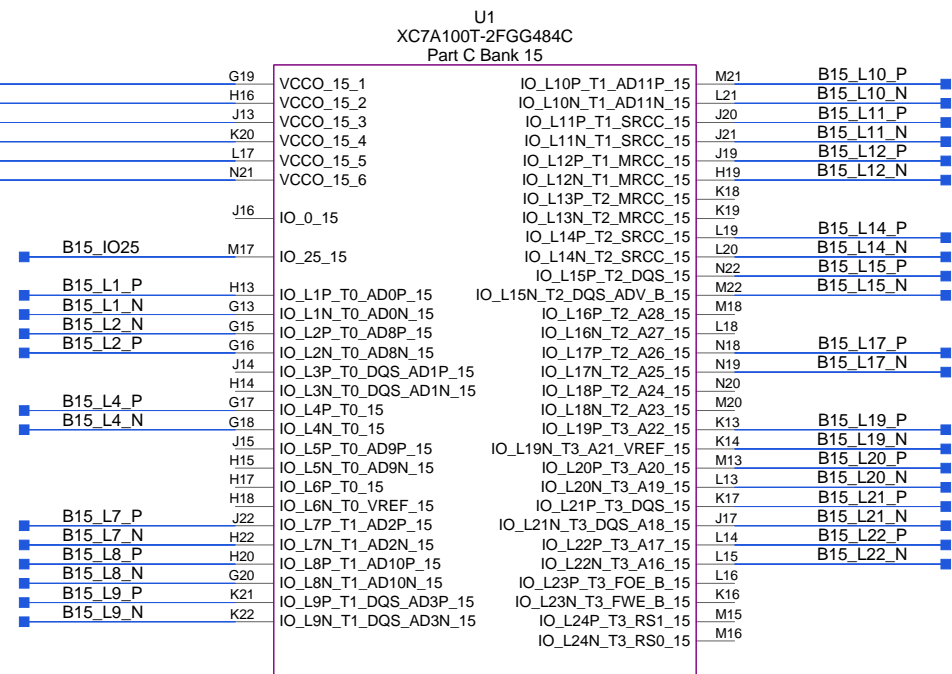 U1
XC7A100T-2FGG484C
Part C Bank 15
G19 VCCO_15_1
H16 VCCO_15_2
J13 VCCO_15_3
K20 VCCO_15_4
L17 VCCO_15_5
N21 VCCO_15_6
J16 IO_0_15
B15_IO25 M17 IO_25_15
B15_L1_P H13 IO_L1P_T0_AD0P_15
B15_L1_N G13 IO_L1N_T0_AD0N_15
B15_L2_N G15 IO_L2P_T0_AD8P_15
B15_L2_P G16 IO_L2N_T0_AD8N_15
J14 IO_L3P_T0_DQS_AD1P_15
H14 IO_L3N_T0_DQS_AD1N_15
B15_L4_P G17 IO_L4P_T0_15
B15_L4_N G18 IO_L4N_T0_15
J15 IO_L5P_T0_AD9P_15
H15 IO_L5N_T0_AD9N_15
H17 IO_L6P_T0_15
H18 IO_L6N_T0_VREF_15
B15_L7_P J22 IO_L7P_T1_AD2P_15
B15_L7_N H22 IO_L7N_T1_AD2N_15
B15_L8_P H20 IO_L8P_T1_AD10P_15
B15_L8_N G20 IO_L8N_T1_AD10N_15
B15_L9_P K21 IO_L9P_T1_DQS_AD3P_15
B15_L9_N K22 IO_L9N_T1_DQS_AD3N_15
IO_L10P_T1_AD11P_15 M21 B15_L10_P
IO_L10N_T1_AD11N_15 L21 B15_L10_N
IO_L11P_T1_SRCC_15 J20 B15_L11_P
IO_L11N_T1_SRCC_15 J21 B15_L11_N
IO_L12P_T1_MRCC_15 J19 B15_L12_P
IO_L12N_T1_MRCC_15 H19 B15_L12_N
IO_L13P_T2_MRCC_15 K18
IO_L13N_T2_MRCC_15 K19
IO_L14P_T2_SRCC_15 L19 B15_L14_P
IO_L14N_T2_SRCC_15 L20 B15_L14_N
IO_L15P_T2_DQS_15 N22 B15_L15_P
IO_L15N_T2_DQS_ADV_B_15 M22 B15_L15_N
IO_L16P_T2_A28_15 M18
IO_L16N_T2_A27_15 L18
IO_L17P_T2_A26_15 N18 B15_L17_P
IO_L17N_T2_A25_15 N19 B15_L17_N
IO_L18P_T2_A24_15 N20
IO_L18N_T2_A23_15 M20
IO_L19P_T3_A22_15 K13 B15_L19_P
IO_L19N_T3_A21_VREF_15 K14 B15_L19_N
IO_L20P_T3_A20_15 M13 B15_L20_P
IO_L20N_T3_A19_15 L13 B15_L20_N
IO_L21P_T3_DQS_15 K17 B15_L21_P
IO_L21N_T3_DQS_A18_15 J17 B15_L21_N
IO_L22P_T3_A17_15 L14 B15_L22_P
IO_L22N_T3_A16_15 L15 B15_L22_N
IO_L23P_T3_FOE_B_15 L16
IO_L23N_T3_FWE_B_15 K16
IO_L24P_T3_RS1_15 M15
IO_L24N_T3_RS0_15 M16